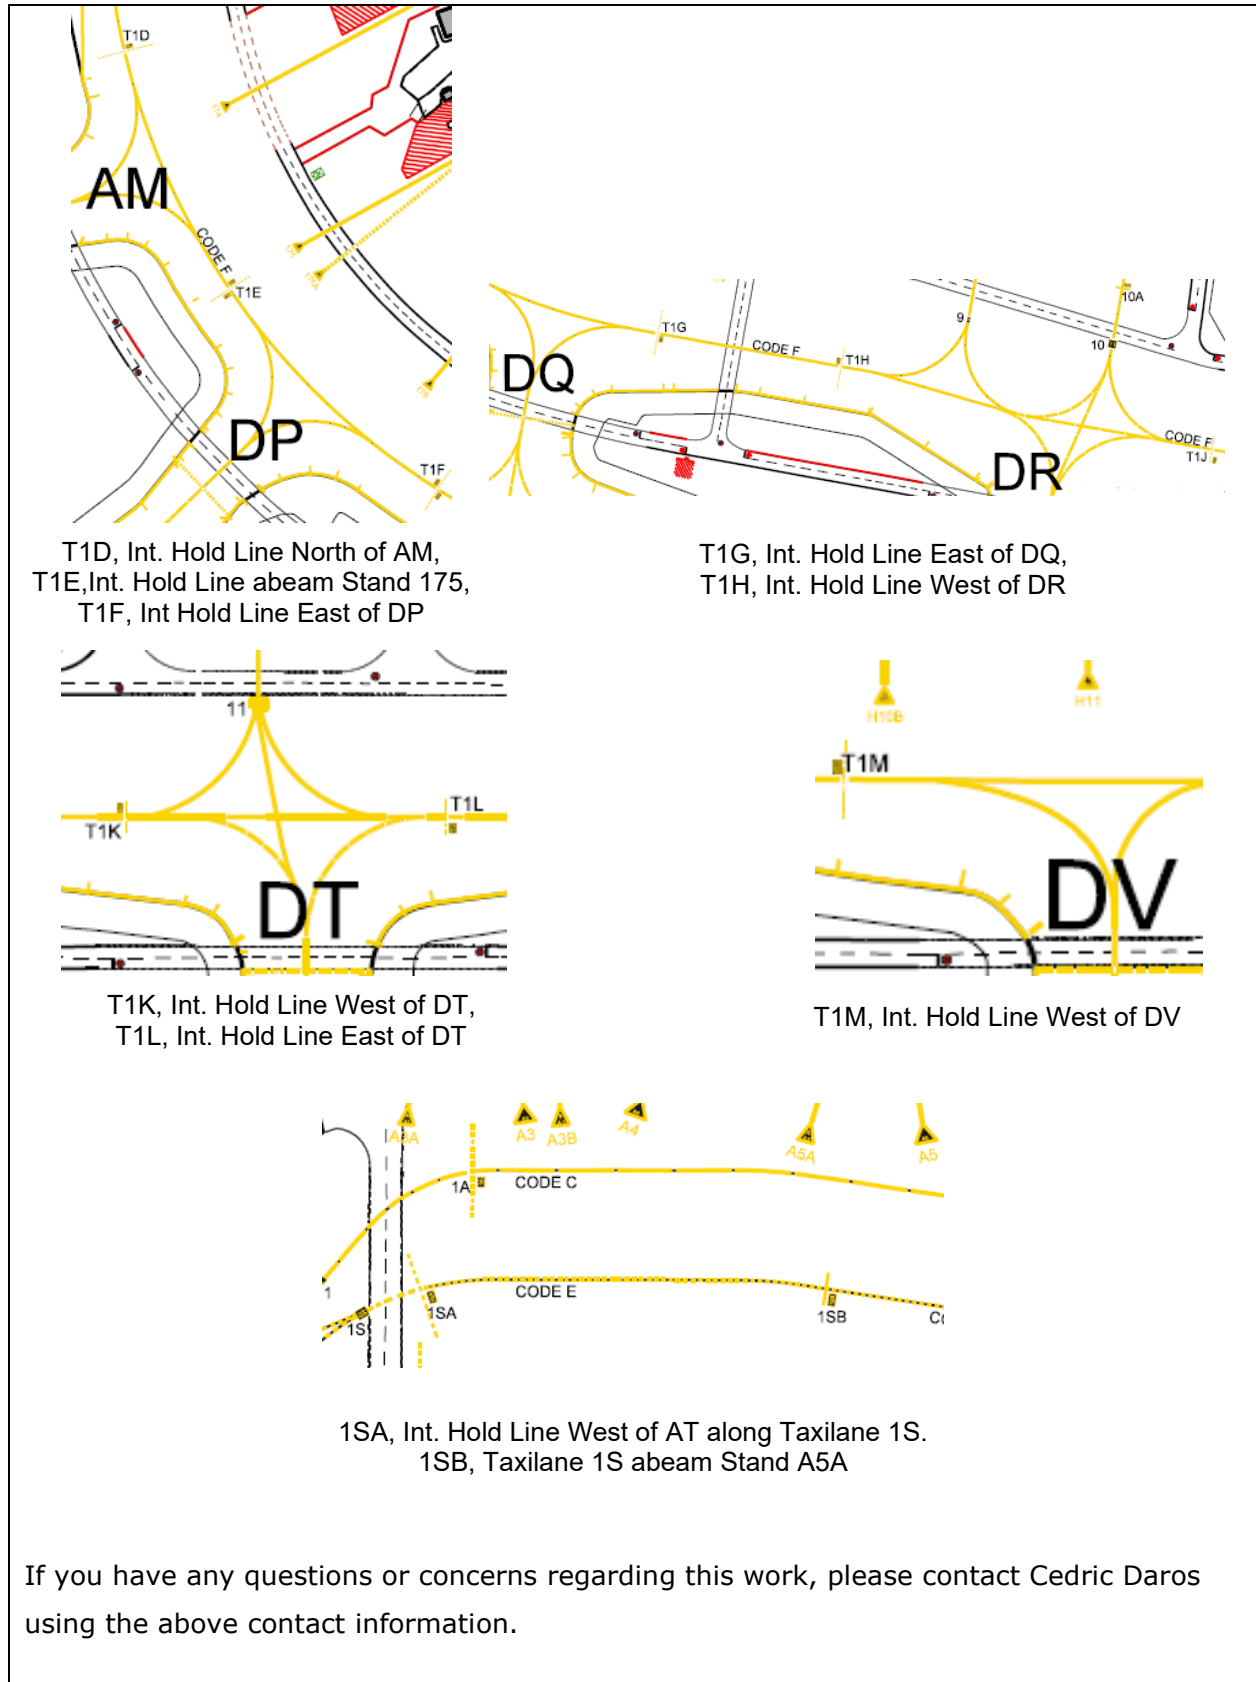 T1D
174
AM
CODE F
175
175A
T1E
176
DP
T1F
T1D, Int. Hold Line North of AM,
T1E,Int. Hold Line abeam Stand 175,
T1F, Int Hold Line East of DP
T1G
CODE F
T1H
9
10A
10
DQ
CODE F
T1J
DR
T1G, Int. Hold Line East of DQ,
T1H, Int. Hold Line West of DR
11
T1K
T1L
DT
T1K, Int. Hold Line West of DT,
T1L, Int. Hold Line East of DT
H10B
H11
T1M
DV
T1M, Int. Hold Line West of DV
A3
A3B
A4
A5A
A5
1A
CODE C
1
CODE E
1S
1SA
1SB
1SA, Int. Hold Line West of AT along Taxilane 1S.
1SB, Taxilane 1S abeam Stand A5A
If you have any questions or concerns regarding this work, please contact Cedric Daros
using the above contact information.